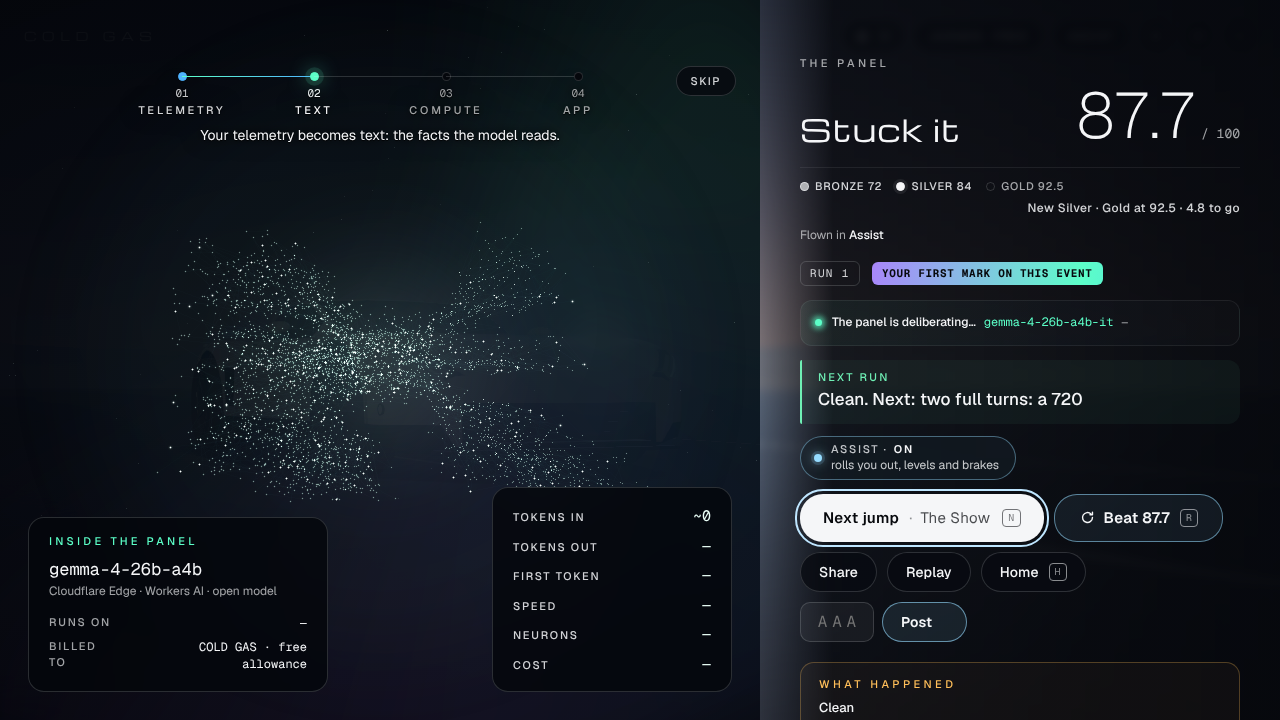 COLD GAS
01
TELEMETRY
02
TEXT
03
COMPUTE
04
APP
SKIP
Your telemetry becomes text: the facts the model reads.
INSIDE THE PANEL
gemma-4-26b-a4b
Cloudflare Edge · Workers AI · open model
RUNS ON –
BILLED TO COLD GAS · free allowance
TOKENS IN ~0
TOKENS OUT –
FIRST TOKEN –
SPEED –
NEURONS –
COST –
THE PANEL
Stuck it 87.7 / 100
BRONZE 72 SILVER 84 GOLD 92.5
New Silver · Gold at 92.5 · 4.8 to go
Flown in Assist
RUN 1 YOUR FIRST MARK ON THIS EVENT
The panel is deliberating… gemma-4-26b-a4b-it –
NEXT RUN
Clean. Next: two full turns: a 720
ASSIST · ON
rolls you out, levels and brakes
Next jump · The Show N
Beat 87.7 R
Share Replay Home H
AAA Post
WHAT HAPPENED
Clean